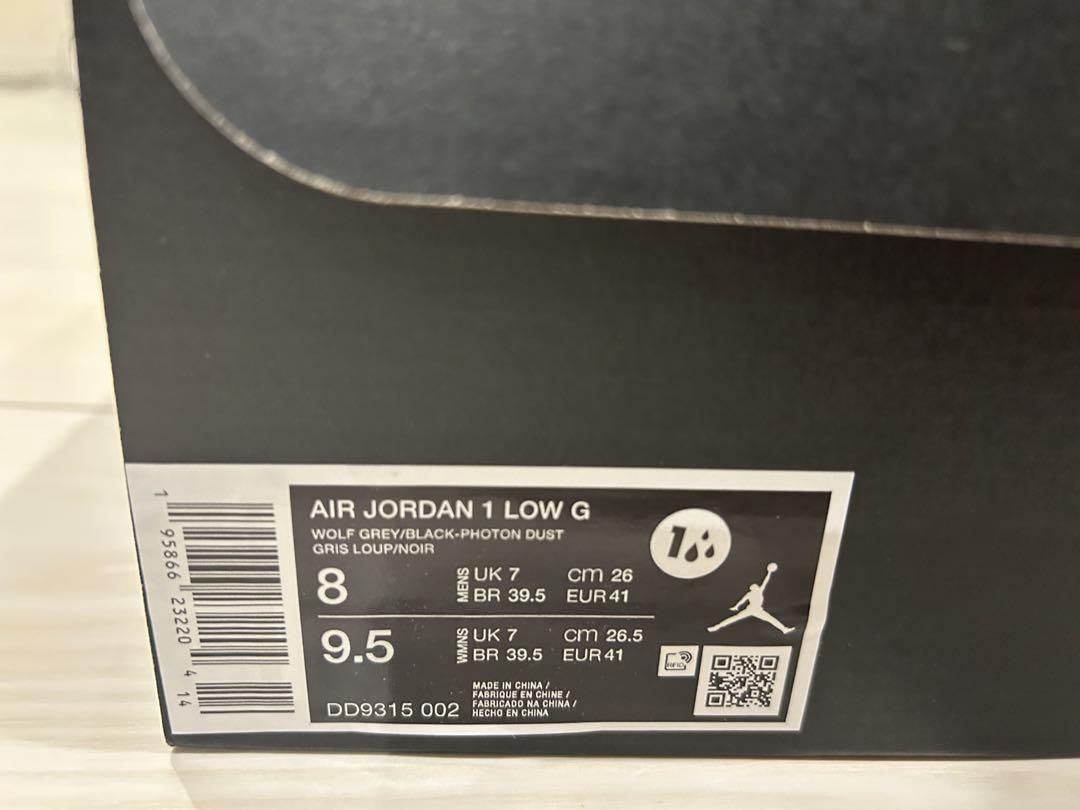 AIR JORDAN 1 LOW G
WOLF GREY/BLACK-PHOTON DUST
GRIS LOUP/NOIR
1
8
MENS
UK 7 cm 26
BR 39.5 EUR 41
9.5
WMNS
UK 7 cm 26.5
BR 39.5 EUR 41
RFID
MADE IN CHINA /
FABRIQUE EN CHINE /
FABRICADO NA CHINA /
HECHO EN CHINA
DD9315 002
1 95866 23220 4 14